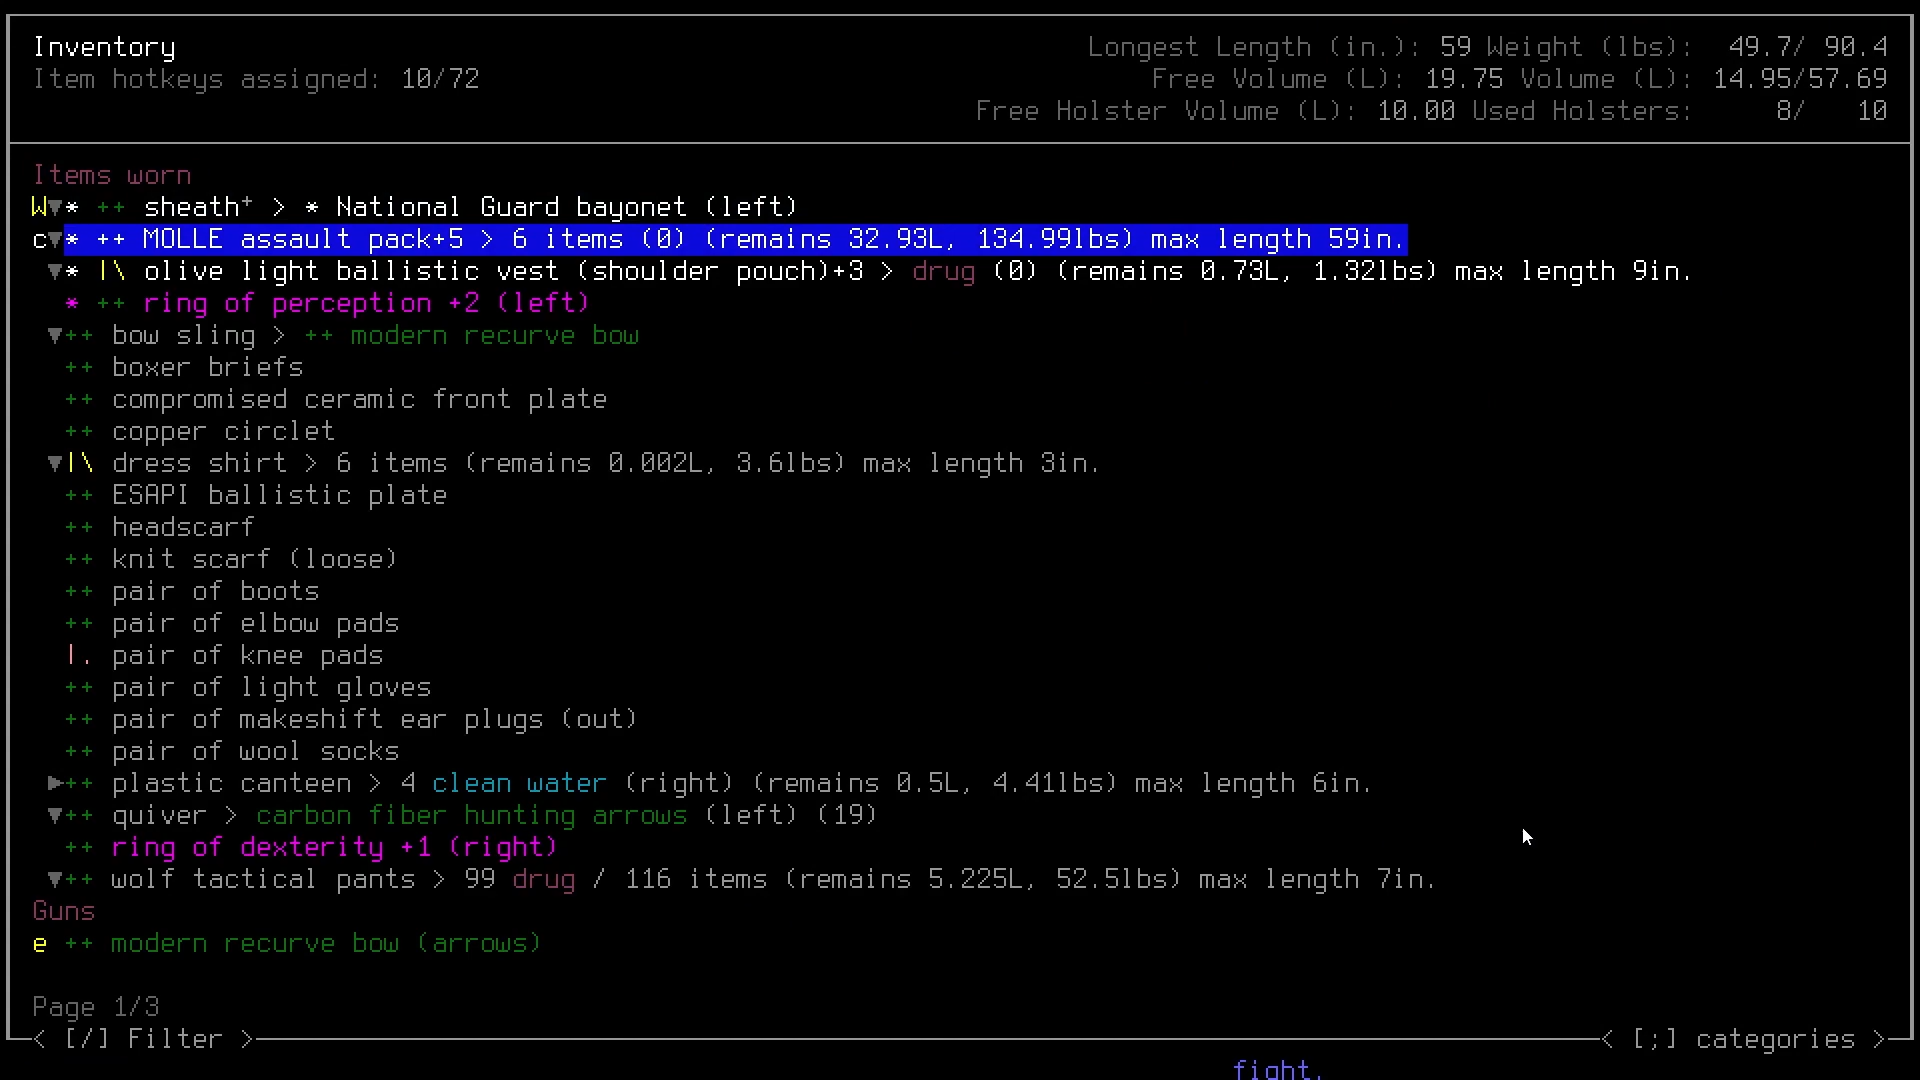 Inventory
Item hotkeys assigned: 10/72
Longest Length (in.): 59 Weight (lbs): 49.7/ 90.4
Free Volume (L): 19.75 Volume (L): 14.95/57.69
Free Holster Volume (L): 10.00 Used Holsters: 8/ 10
Items worn
W▼* ++ sheath⁺ > * National Guard bayonet (left)
c▼* ++ MOLLE assault pack+5 > 6 items (0) (remains 32.93L, 134.99lbs) max length 59in.
▼* |\ olive light ballistic vest (shoulder pouch)+3 > drug (0) (remains 0.73L, 1.32lbs) max length 9in.
* ++ ring of perception +2 (left)
▼++ bow sling > ++ modern recurve bow
++ boxer briefs
++ compromised ceramic front plate
++ copper circlet
▼|\ dress shirt > 6 items (remains 0.002L, 3.6lbs) max length 3in.
++ ESAPI ballistic plate
++ headscarf
++ knit scarf (loose)
++ pair of boots
++ pair of elbow pads
|. pair of knee pads
++ pair of light gloves
++ pair of makeshift ear plugs (out)
++ pair of wool socks
▶++ plastic canteen > 4 clean water (right) (remains 0.5L, 4.41lbs) max length 6in.
▼++ quiver > carbon fiber hunting arrows (left) (19)
++ ring of dexterity +1 (right)
▼++ wolf tactical pants > 99 drug / 116 items (remains 5.225L, 52.5lbs) max length 7in.
Guns
e ++ modern recurve bow (arrows)
Page 1/3
< [/] Filter >
< [;] categories >
fight.